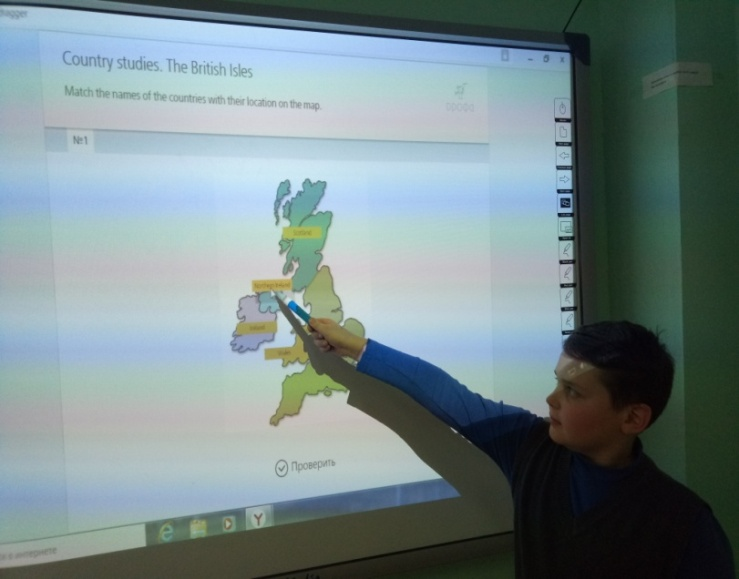 Country studies. The British Isles
Match the names of the countries with their location on the map.
№1
Scotland
Northern Ireland
Ireland
Wales
Проверить
Y
в интернете